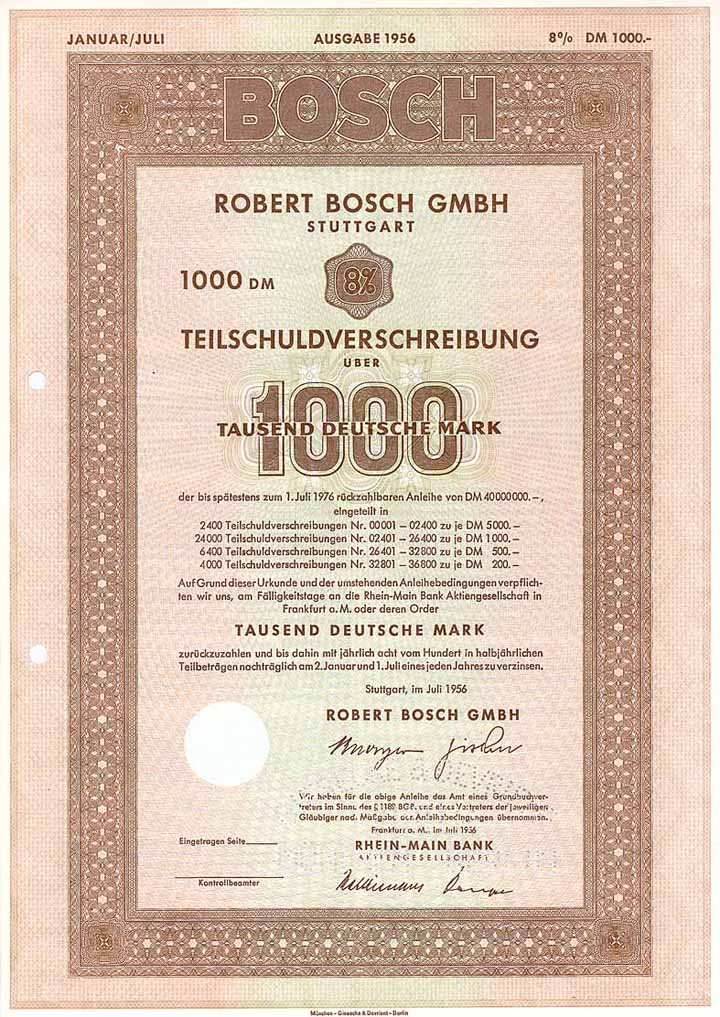 JANUAR/JULI AUSGABE 1956 8% DM 1000.-
BOSCH
ROBERT BOSCH GMBH
STUTTGART
1000 DM 8%
TEILSCHULDVERSCHREIBUNG
ÜBER
1000
TAUSEND DEUTSCHE MARK
der bis spätestens zum 1. Juli 1976 rückzahlbaren Anleihe von DM 40000000.-,
eingeteilt in
2400 Teilschuldverschreibungen Nr. 00001 - 02400 zu je DM 5000.-
24000 Teilschuldverschreibungen Nr. 02401 - 26400 zu je DM 1000.-
6400 Teilschuldverschreibungen Nr. 26401 - 32800 zu je DM 500.-
4000 Teilschuldverschreibungen Nr. 32801 - 36800 zu je DM 200.-
Auf Grund dieser Urkunde und der umstehenden Anleihebedingungen verpflich-
ten wir uns, am Fälligkeitstage an die Rhein-Main Bank Aktiengesellschaft in
Frankfurt a. M. oder deren Order
TAUSEND DEUTSCHE MARK
zurückzuzahlen und bis dahin mit jährlich acht vom Hundert in halbjährlichen
Teilbeträgen nachträglich am 2. Januar und 1. Juli eines jeden Jahres zu verzinsen.
Stuttgart, im Juli 1956
ROBERT BOSCH GMBH
Wir haben für die obige Anleihe das Amt eines Grundbuchver-
treters im Sinne des § 1189 BGB. und eines Vertreters der jeweiligen
Gläubiger nach Maßgabe der Anleihebedingungen übernommen.
Frankfurt a. M., im Juli 1956
RHEIN-MAIN BANK
AKTIENGESELLSCHAFT
Eingetragen Seite
Kontrollbeamter
München - Giesecke & Devrient - Berlin